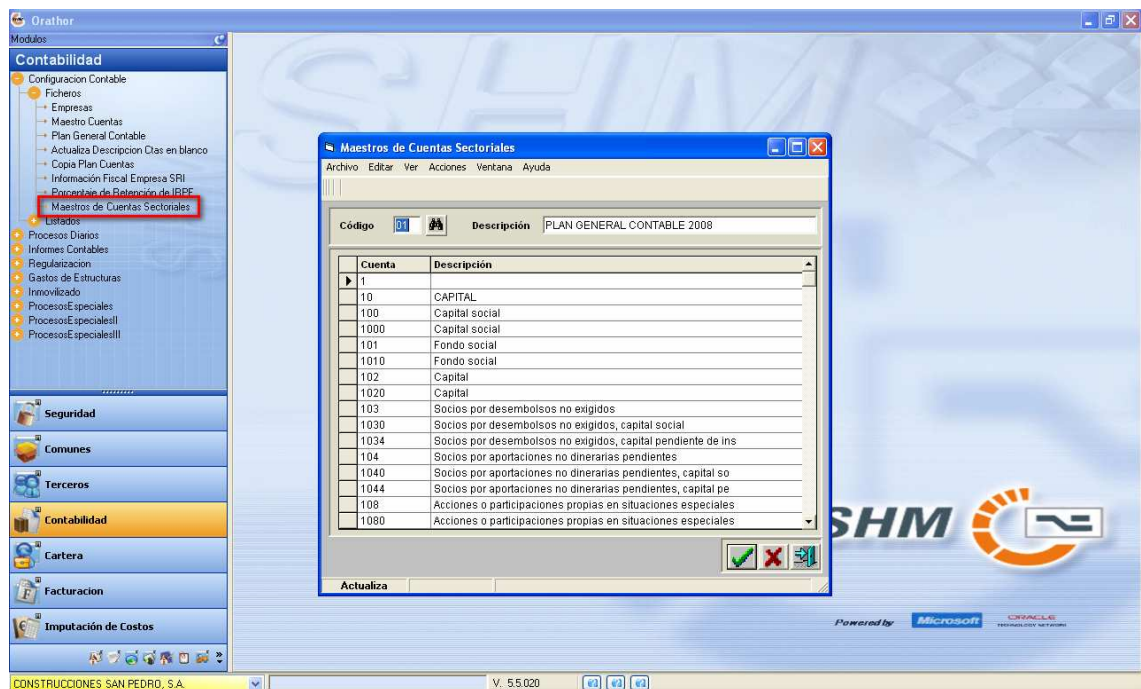 Orathor
Modulos
Contabilidad
Configuracion Contable
Ficheros
Empresas
Maestro Cuentas
Plan General Contable
Actualiza Descripcion Ctas en blanco
Copia Plan Cuentas
Información Fiscal Empresa SRI
Porcentaje de Retención de IRPF
Maestros de Cuentas Sectoriales
Listados
Procesos Diarios
Informes Contables
Regularizacion
Gastos de Estructuras
Inmovilizado
ProcesosEspeciales
ProcesosEspecialesII
ProcesosEspecialesIII
Seguridad
Comunes
Terceros
Contabilidad
Cartera
Facturacion
Imputación de Costos
CONSTRUCCIONES SAN PEDRO, S.A.
V. 5.5.020
SHM
Maestros de Cuentas Sectoriales
Archivo Editar Ver Acciones Ventana Ayuda
Código 01 Descripción PLAN GENERAL CONTABLE 2008
Cuenta Descripción
1
10 CAPITAL
100 Capital social
1000 Capital social
101 Fondo social
1010 Fondo social
102 Capital
1020 Capital
103 Socios por desembolsos no exigidos
1030 Socios por desembolsos no exigidos, capital social
1034 Socios por desembolsos no exigidos, capital pendiente de ins
104 Socios por aportaciones no dinerarias pendientes
1040 Socios por aportaciones no dinerarias pendientes, capital so
1044 Socios por aportaciones no dinerarias pendientes, capital pe
108 Acciones o participaciones propias en situaciones especiales
1080 Acciones o participaciones propias en situaciones especiales
Actualiza
SHM
Powered by Microsoft ORACLE
TECHNOLOGY NETWORK